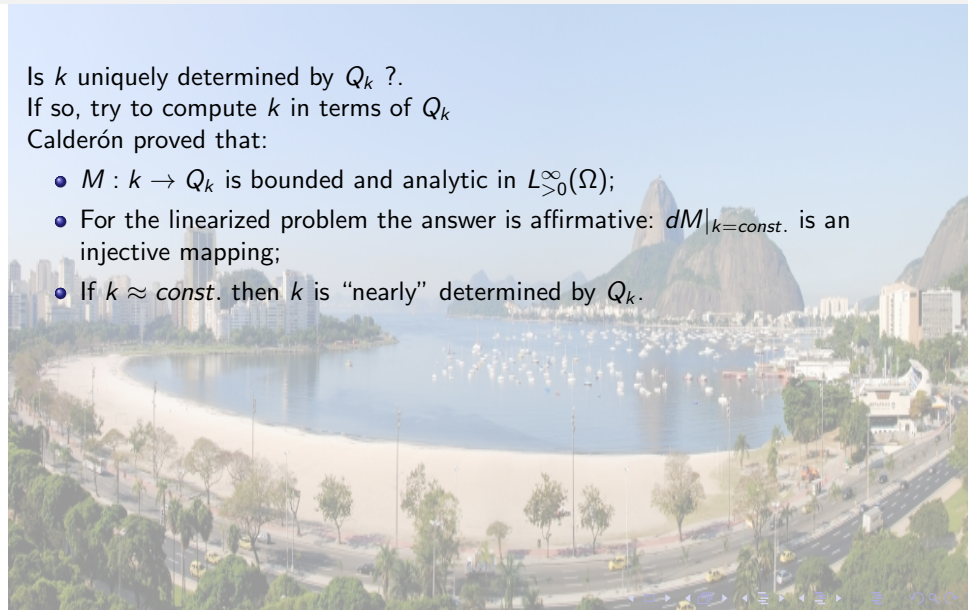 Is k uniquely determined by Q_k ?.
If so, try to compute k in terms of Q_k
Calderón proved that:
• M : k → Q_k is bounded and analytic in L^∞_{>0}(Ω);
• For the linearized problem the answer is affirmative: dM|_{k=const.} is an
injective mapping;
• If k ≈ const. then k is “nearly” determined by Q_k.